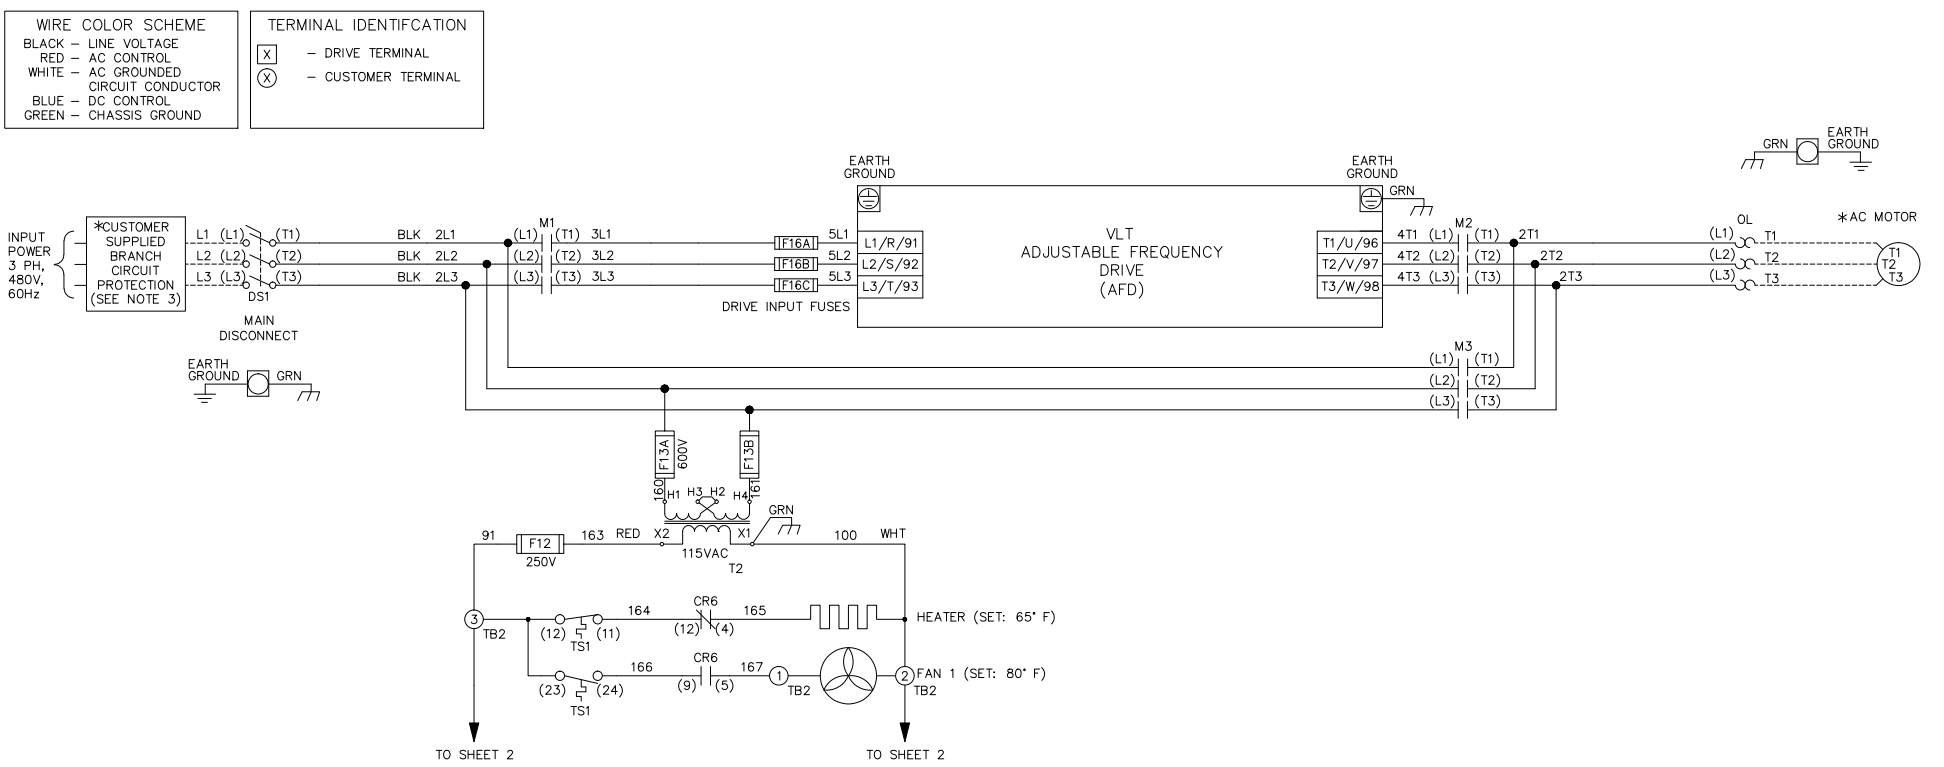 WIRE COLOR SCHEME
BLACK – LINE VOLTAGE
RED – AC CONTROL
WHITE – AC GROUNDED
CIRCUIT CONDUCTOR
BLUE – DC CONTROL
GREEN – CHASSIS GROUND
TERMINAL IDENTIFCATION
X – DRIVE TERMINAL
X – CUSTOMER TERMINAL
INPUT
POWER
3 PH,
480V,
60Hz
*CUSTOMER
SUPPLIED
BRANCH
CIRCUIT
PROTECTION
(SEE NOTE 3)
L1 (L1) (T1) BLK 2L1 (L1) M1 (T1) 3L1 F16A 5L1 L1/R/91
L2 (L2) (T2) BLK 2L2 (L2) (T2) 3L2 F16B 5L2 L2/S/92
L3 (L3) (T3) BLK 2L3 (L3) (T3) 3L3 F16C 5L3 L3/T/93
DS1
MAIN
DISCONNECT
DRIVE INPUT FUSES
EARTH
GROUND
GRN
EARTH
GROUND
VLT
ADJUSTABLE FREQUENCY
DRIVE
(AFD)
EARTH
GROUND
GRN
T1/U/96 4T1 (L1) M2 (T1) 2T1
T2/V/97 4T2 (L2) (T2) 2T2
T3/W/98 4T3 (L3) (T3) 2T3
GRN
EARTH
GROUND
OL
(L1) T1
(L2) T2
(L3) T3
*AC MOTOR
T1
T2
T3
M3
(L1) (T1)
(L2) (T2)
(L3) (T3)
F13A
600V
F13B
160
161
H1 H3 H2 H4
GRN
91 F12 163 RED X2 X1 100 WHT
250V
115VAC
T2
3
TB2
(12) (11)
TS1
164
CR6
(12) (4)
165
HEATER (SET: 65° F)
(23) (24)
TS1
166
CR6
(9) (5)
167
1
TB2
2
TB2
FAN 1 (SET: 80° F)
TO SHEET 2
TO SHEET 2